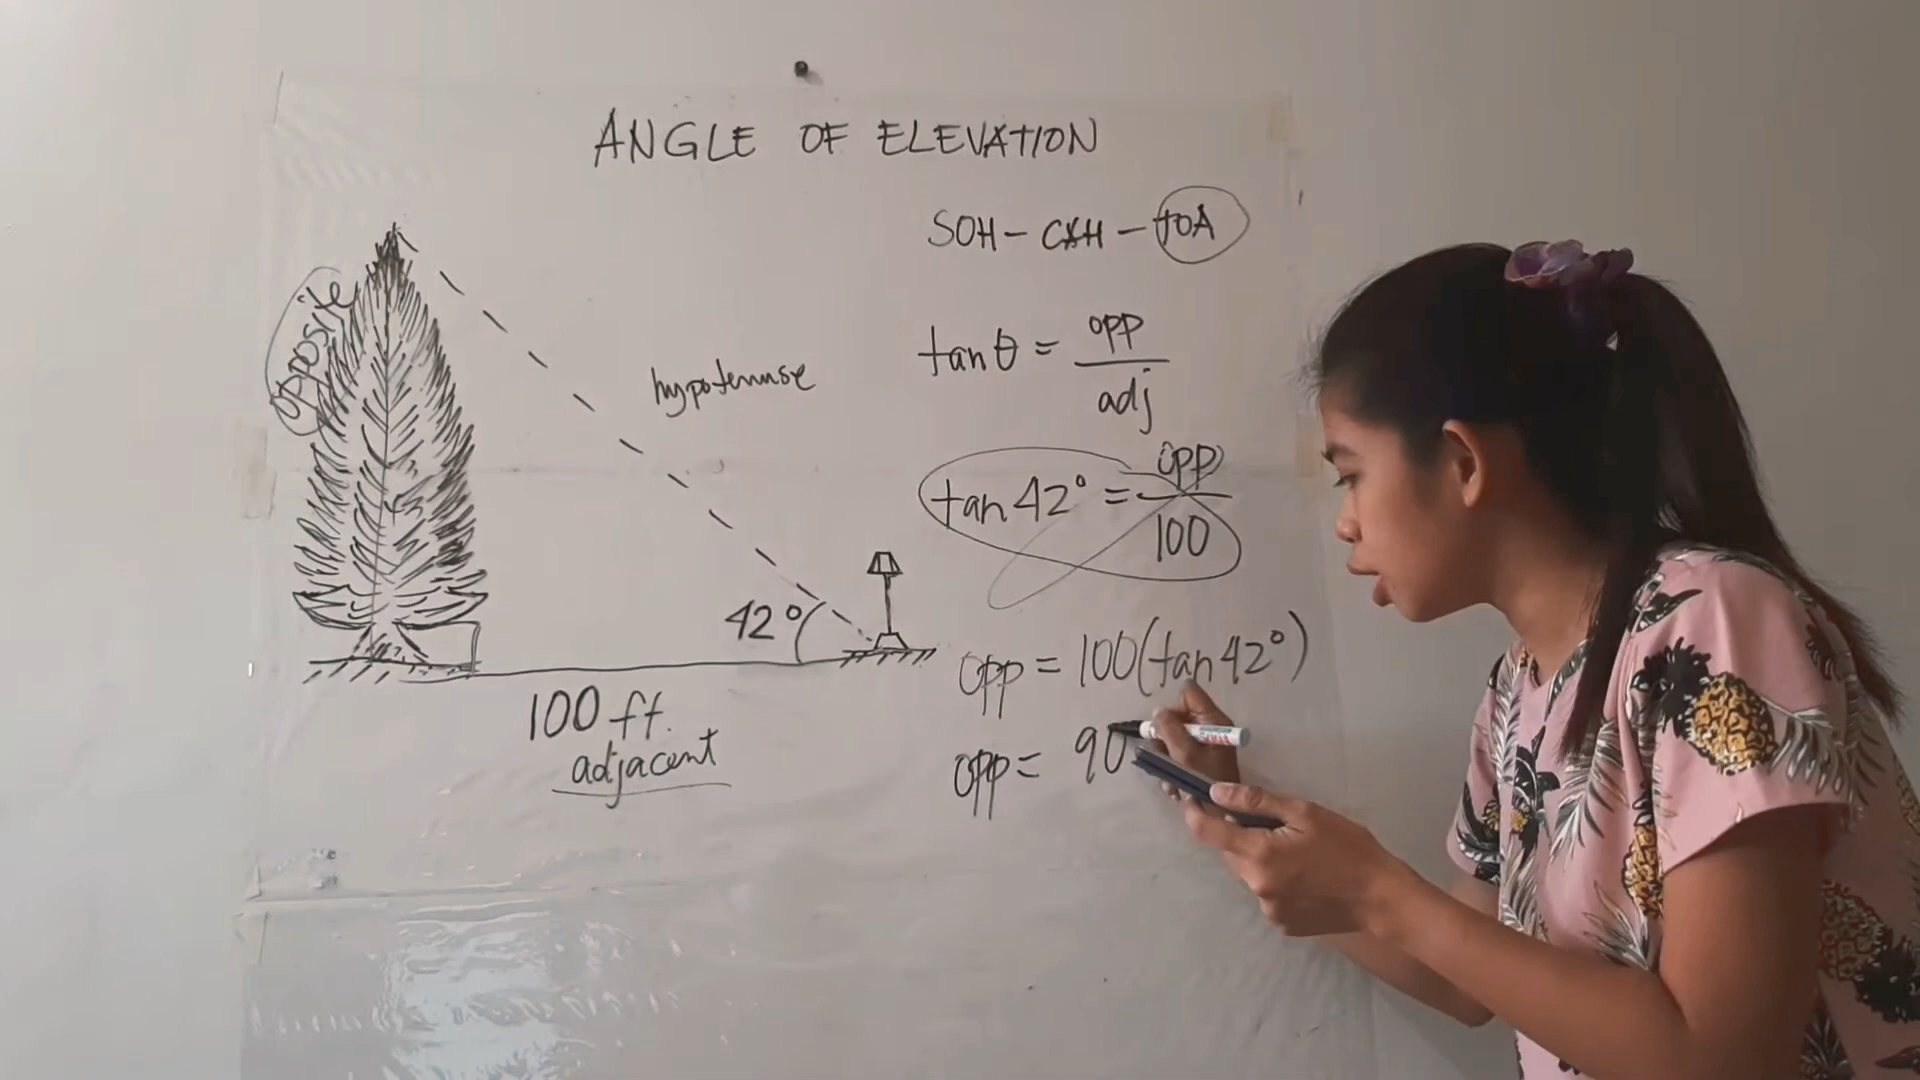 ANGLE OF ELEVATION
SOH - CAH - TOA
opposite
hypotenuse
tan θ = opp
adj
tan 42° = opp
100
42°
opp = 100(tan 42°)
100 ft.
adjacent
opp = 90